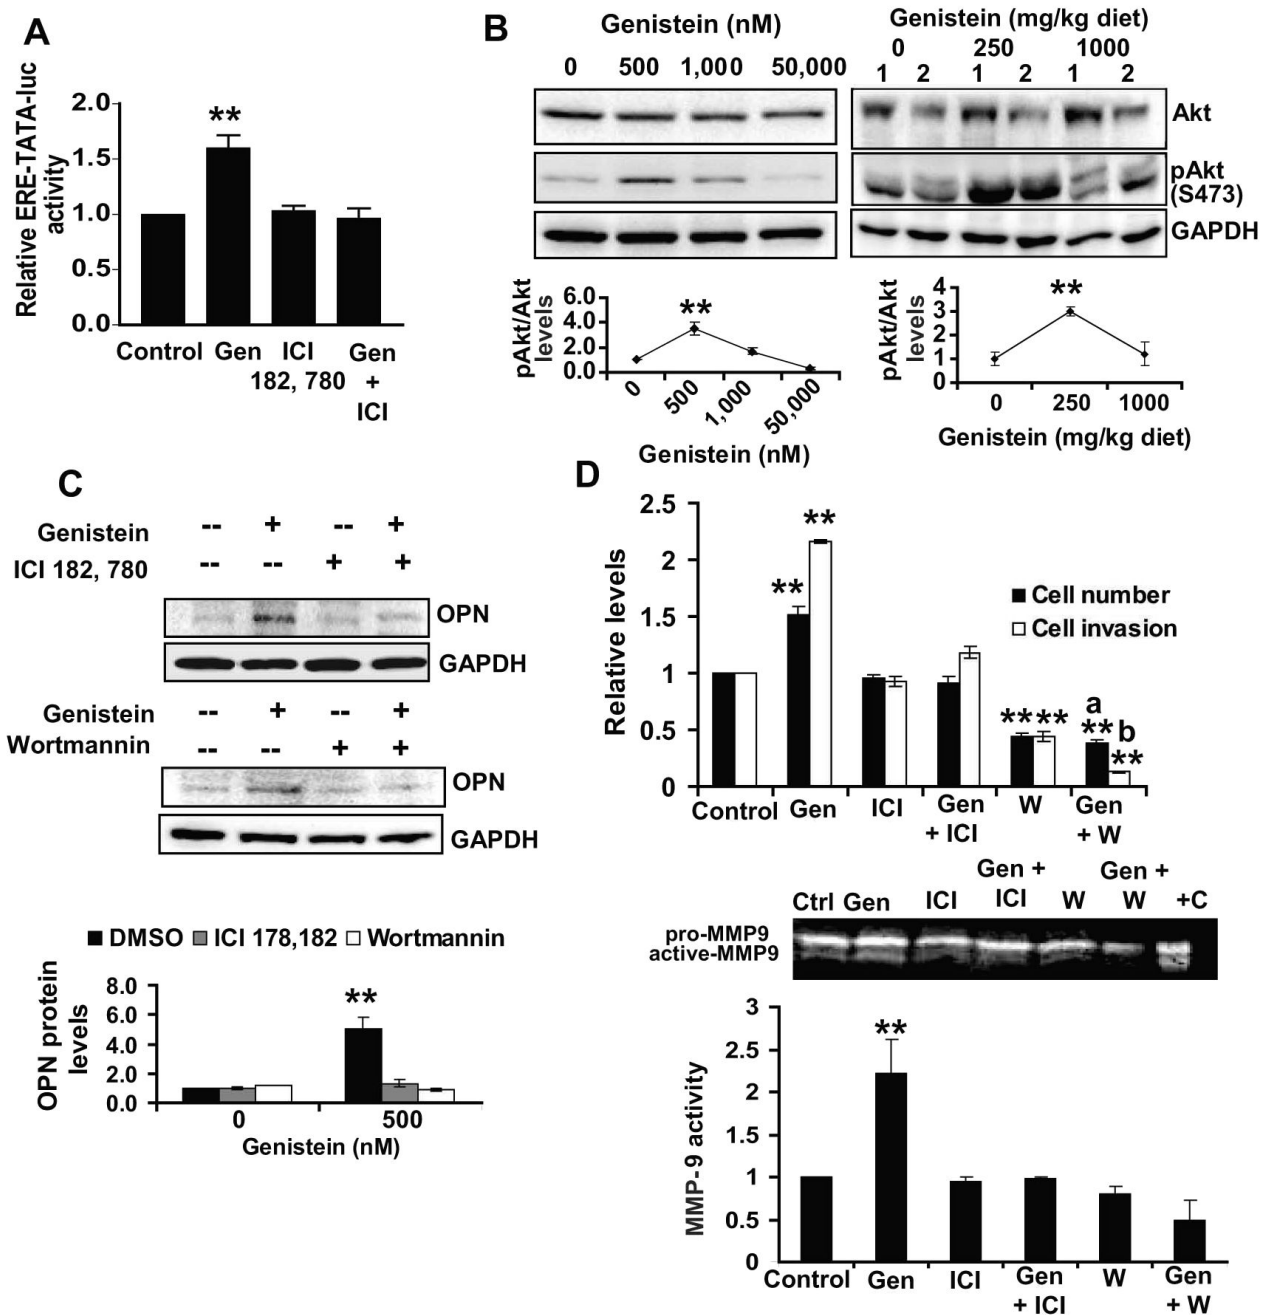 A
Relative ERE-TATA-luc
activity
2.0
1.5
1.0
0.5
0.0
**
Control Gen ICI Gen
182, 780 +
ICI
B
Genistein (nM)
0 500 1,000 50,000
Genistein (mg/kg diet)
0 250 1000
1 2 1 2 1 2
Akt
pAkt
(S473)
GAPDH
pAkt/Akt
levels
6.0
4.0
2.0
0.0
**
0 500 1,000 50,000
Genistein (nM)
pAkt/Akt
levels
4
3
2
1
0
**
0 250 1000
Genistein (mg/kg diet)
C
Genistein -- + -- +
ICI 182, 780 -- -- + +
OPN
GAPDH
Genistein -- + -- +
Wortmannin -- -- + +
OPN
GAPDH
DMSO ICI 178,182 Wortmannin
OPN protein
levels
8.0
6.0
4.0
2.0
0.0
**
0 500
Genistein (nM)
D
Relative levels
2.5
2
1.5
1
0.5
0
Cell number
Cell invasion
** ** ** ** a ** b **
Control Gen ICI Gen W Gen
+ ICI + W
Gen + Gen +
Ctrl Gen ICI ICI W W +C
pro-MMP9
active-MMP9
MMP-9 activity
3
2.5
2
1.5
1
0.5
0
**
Control Gen ICI Gen W Gen
+ ICI + W